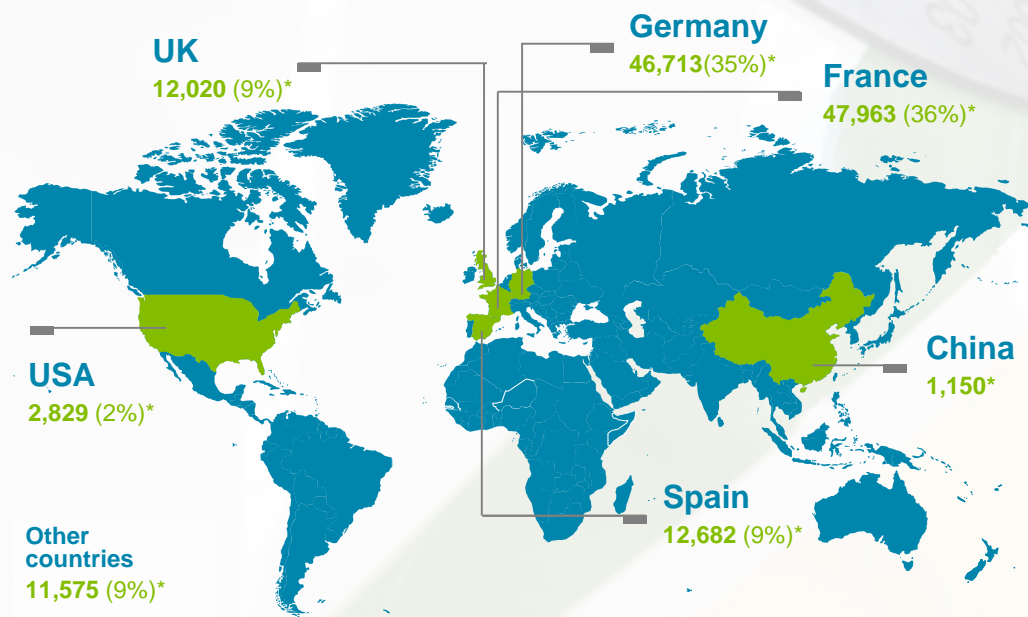 Germany
46,713(35%)*
UK
12,020 (9%)*
France
47,963 (36%)*
China
1,150*
USA
2,829 (2%)*
Spain
12,682 (9%)*
Other
countries
11,575 (9%)*